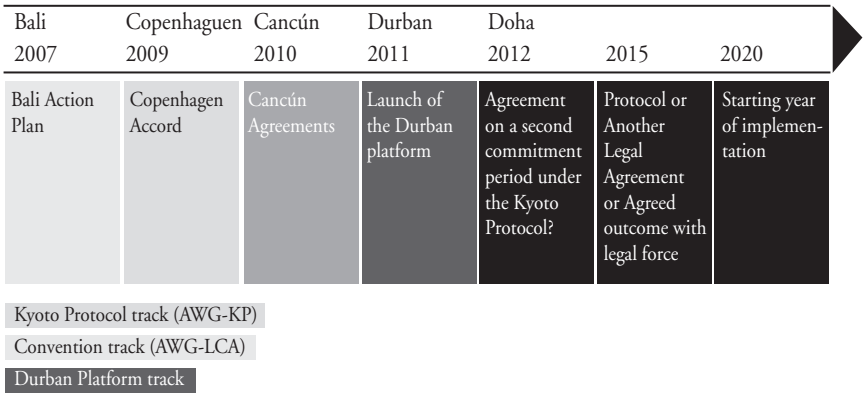 Bali Copenhaguen Cancún Durban Doha
2007 2009 2010 2011 2012 2015 2020
Bali Action
Plan
Copenhagen
Accord
Cancún
Agreements
Launch of
the Durban
platform
Agreement
on a second
commitment
period under
the Kyoto
Protocol?
Protocol or
Another
Legal
Agreement
or Agreed
outcome with
legal force
Starting year
of implemen-
tation
Kyoto Protocol track (AWG-KP)
Convention track (AWG-LCA)
Durban Platform track